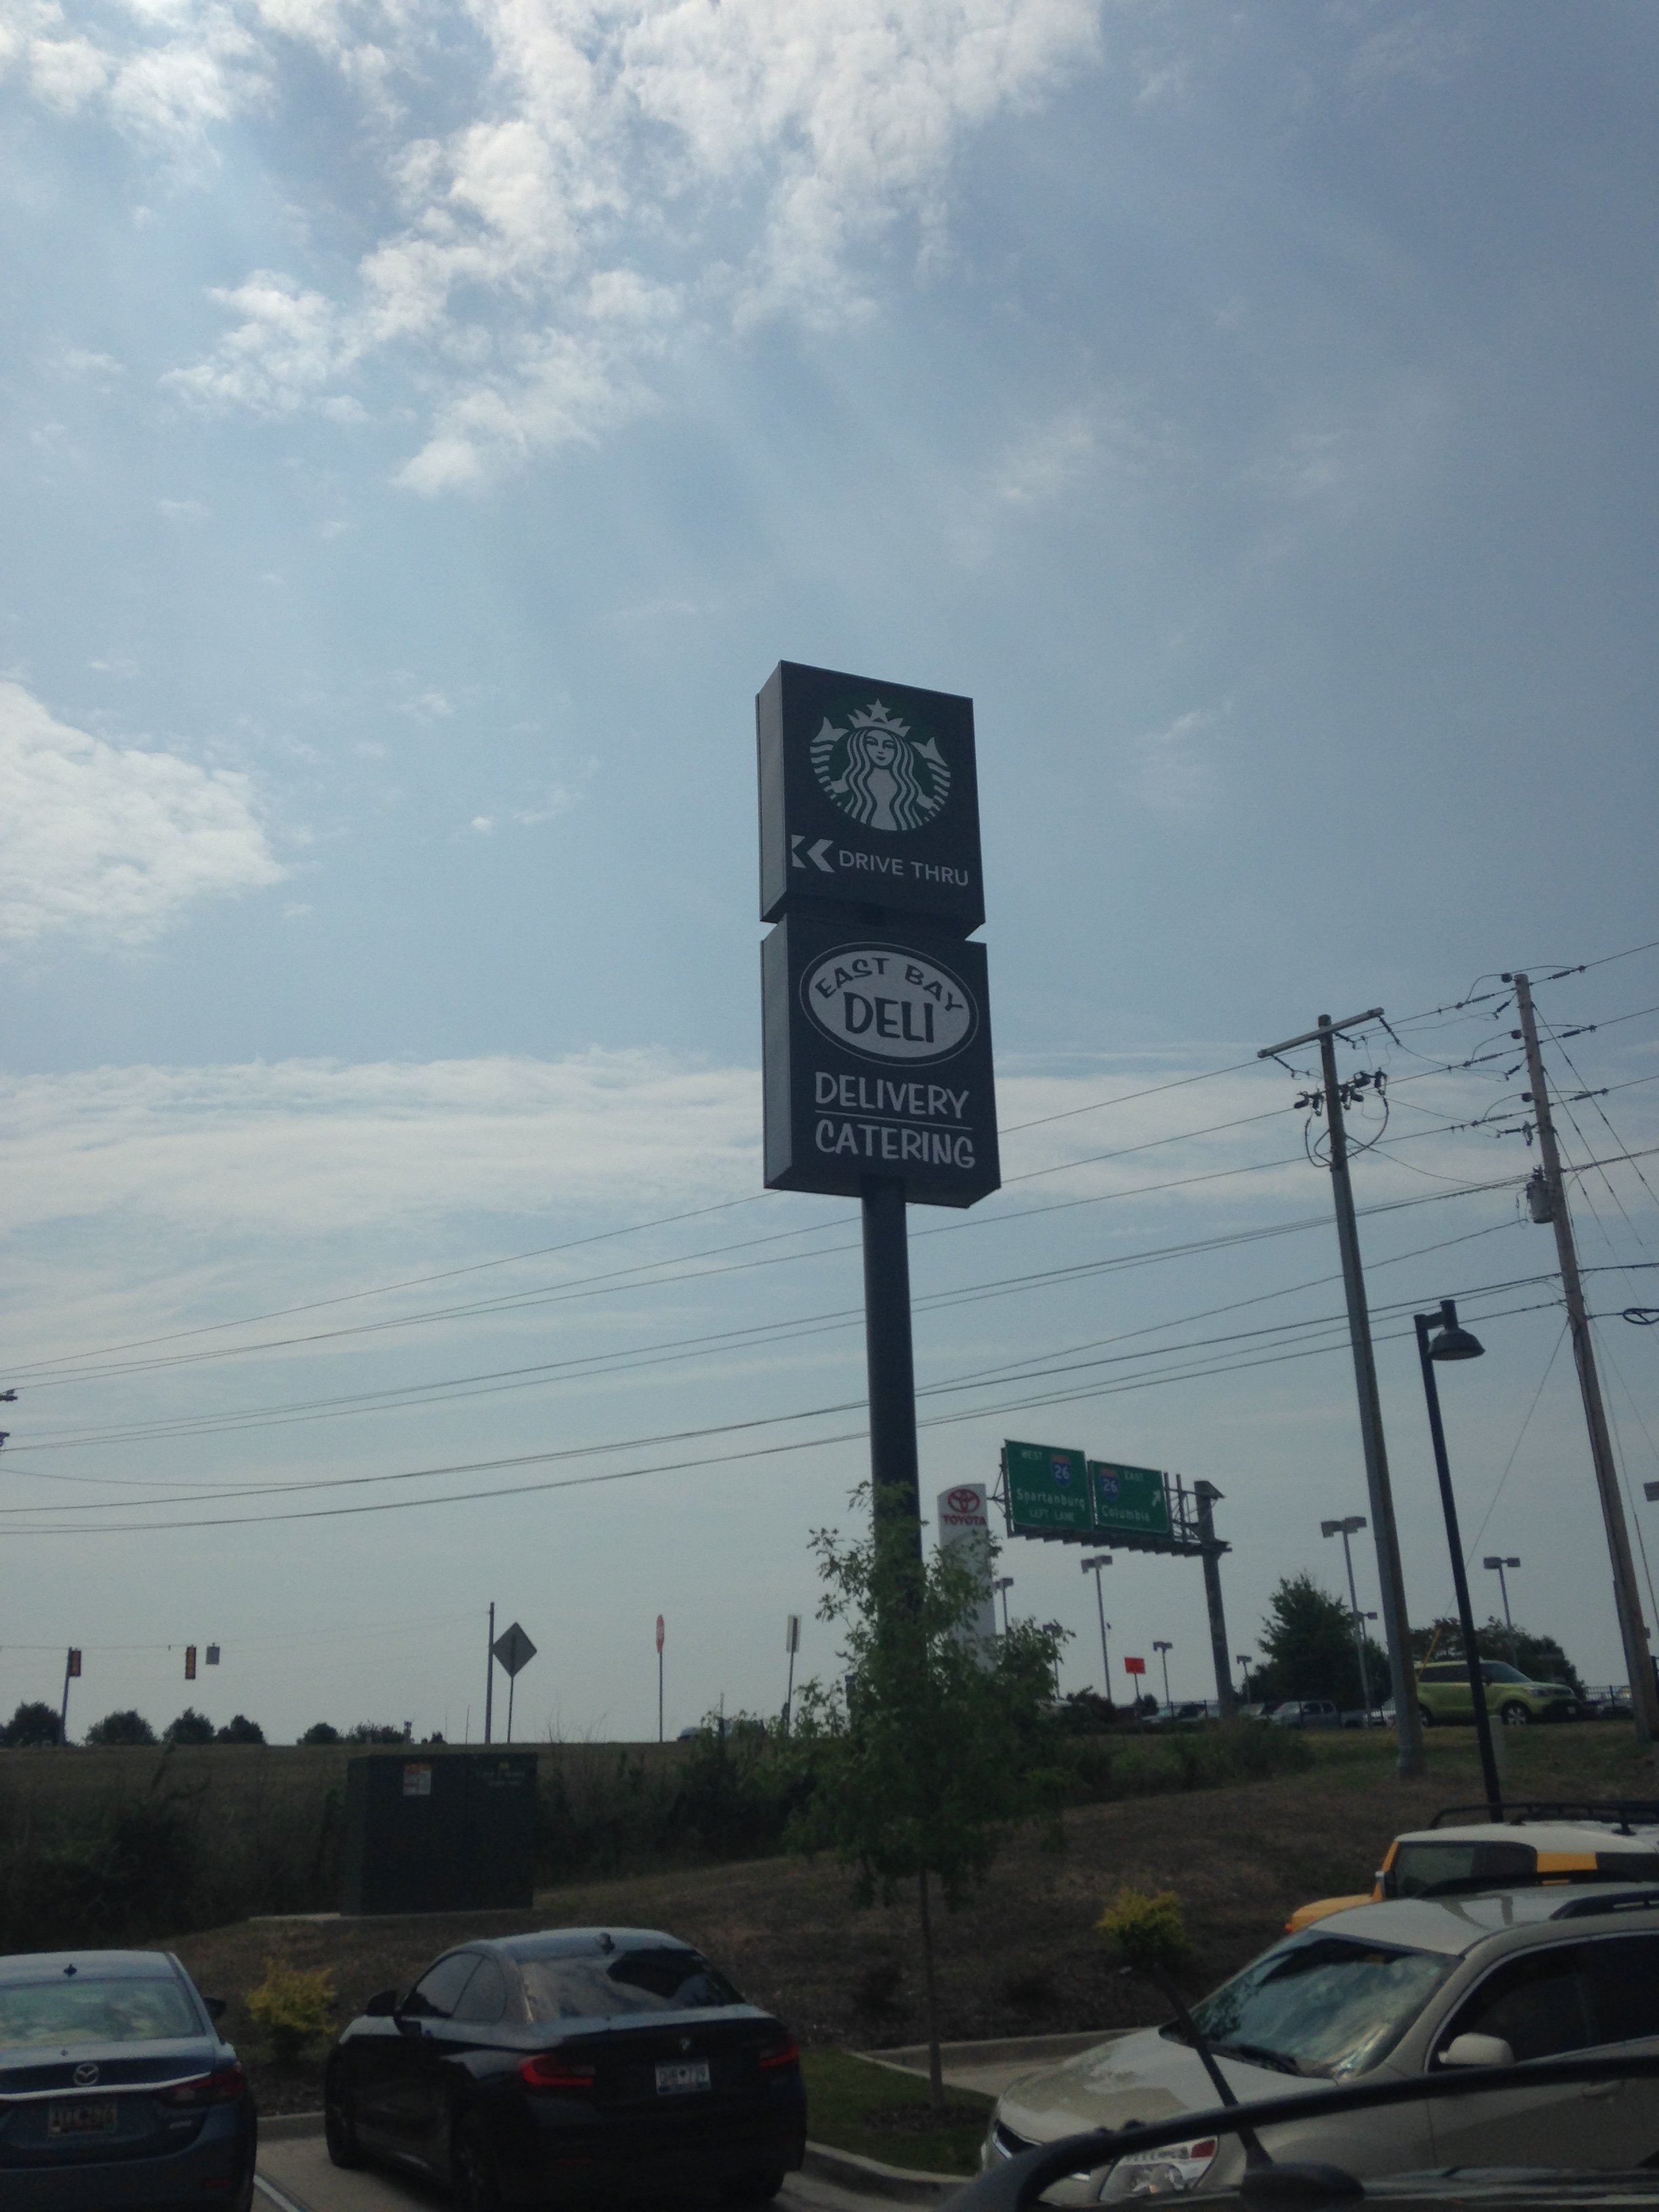 DRIVE THRU
EAST BAY
DELI
DELIVERY
CATERING
TOYOTA
WEST 26
Spartanburg
LEFT LANE
26 EAST
Columbia